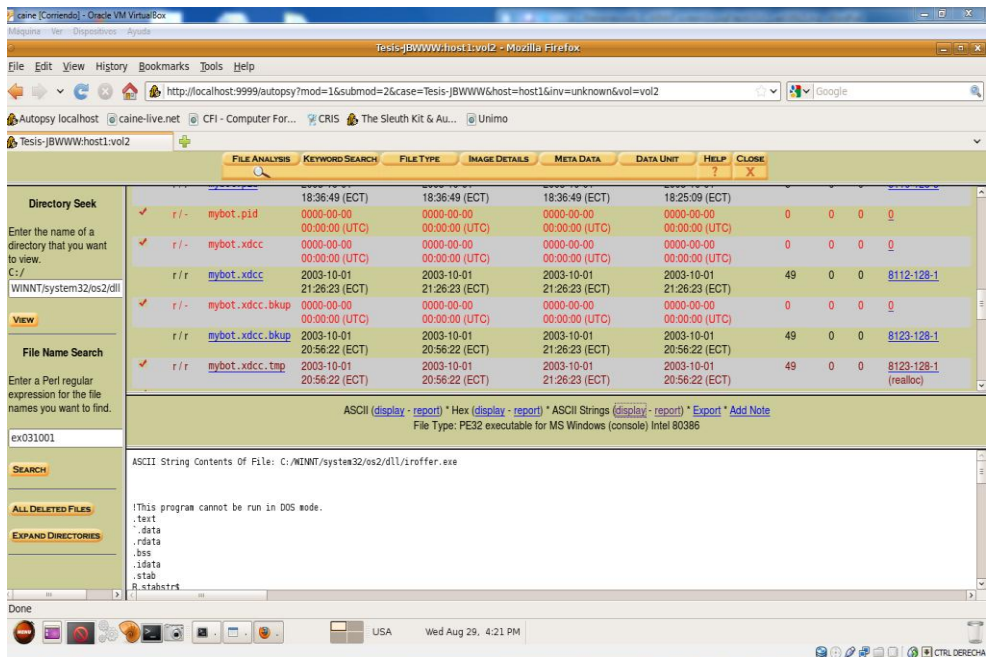 caine [Corriendo] - Oracle VM VirtualBox
Máquina Ver Dispositivos Ayuda
Tesis-JBWWW:host1:vol2 - Mozilla Firefox
File Edit View History Bookmarks Tools Help
http://localhost:9999/autopsy?mod=1&submod=2&case=Tesis-JBWWW&host=host1&inv=unknown&vol=vol2
Google
Autopsy localhost caine-live.net CFI - Computer For... CRIS The Sleuth Kit & Au... Unimo
Tesis-JBWWW:host1:vol2
FILE ANALYSIS KEYWORD SEARCH FILE TYPE IMAGE DETAILS META DATA DATA UNIT HELP CLOSE
? X
Directory Seek
Enter the name of a
directory that you want
to view.
C:/
WINNT/system32/os2/dll
VIEW
File Name Search
Enter a Perl regular
expression for the file
names you want to find.
ex031001
SEARCH
ALL DELETED FILES
EXPAND DIRECTORIES
18:36:49 (ECT) 18:36:49 (ECT) 18:36:49 (ECT) 18:25:09 (ECT)
r / - mybot.pid 0000-00-00 0000-00-00 0000-00-00 0000-00-00 0 0 0 0
00:00:00 (UTC) 00:00:00 (UTC) 00:00:00 (UTC) 00:00:00 (UTC)
r / - mybot.xdcc 0000-00-00 0000-00-00 0000-00-00 0000-00-00 0 0 0 0
00:00:00 (UTC) 00:00:00 (UTC) 00:00:00 (UTC) 00:00:00 (UTC)
r / r mybot.xdcc 2003-10-01 2003-10-01 2003-10-01 2003-10-01 49 0 0 8112-128-1
21:26:23 (ECT) 21:26:23 (ECT) 21:26:23 (ECT) 21:26:23 (ECT)
r / - mybot.xdcc.bkup 0000-00-00 0000-00-00 0000-00-00 0000-00-00 0 0 0 0
00:00:00 (UTC) 00:00:00 (UTC) 00:00:00 (UTC) 00:00:00 (UTC)
r / r mybot.xdcc.bkup 2003-10-01 2003-10-01 2003-10-01 2003-10-01 49 0 0 8123-128-1
20:56:22 (ECT) 20:56:22 (ECT) 21:26:23 (ECT) 20:56:22 (ECT)
r / r mybot.xdcc.tmp 2003-10-01 2003-10-01 2003-10-01 2003-10-01 49 0 0 8123-128-1
20:56:22 (ECT) 20:56:22 (ECT) 21:26:23 (ECT) 20:56:22 (ECT) (realloc)
ASCII (display - report) * Hex (display - report) * ASCII Strings (display - report) * Export * Add Note
File Type: PE32 executable for MS Windows (console) Intel 80386
ASCII String Contents Of File: C:/WINNT/system32/os2/dll/iroffer.exe
!This program cannot be run in DOS mode.
.text
`.data
.rdata
.bss
.idata
.stab
B.stabstr$
Done
MENU
USA Wed Aug 29, 4:21 PM
CTRL DERECHA